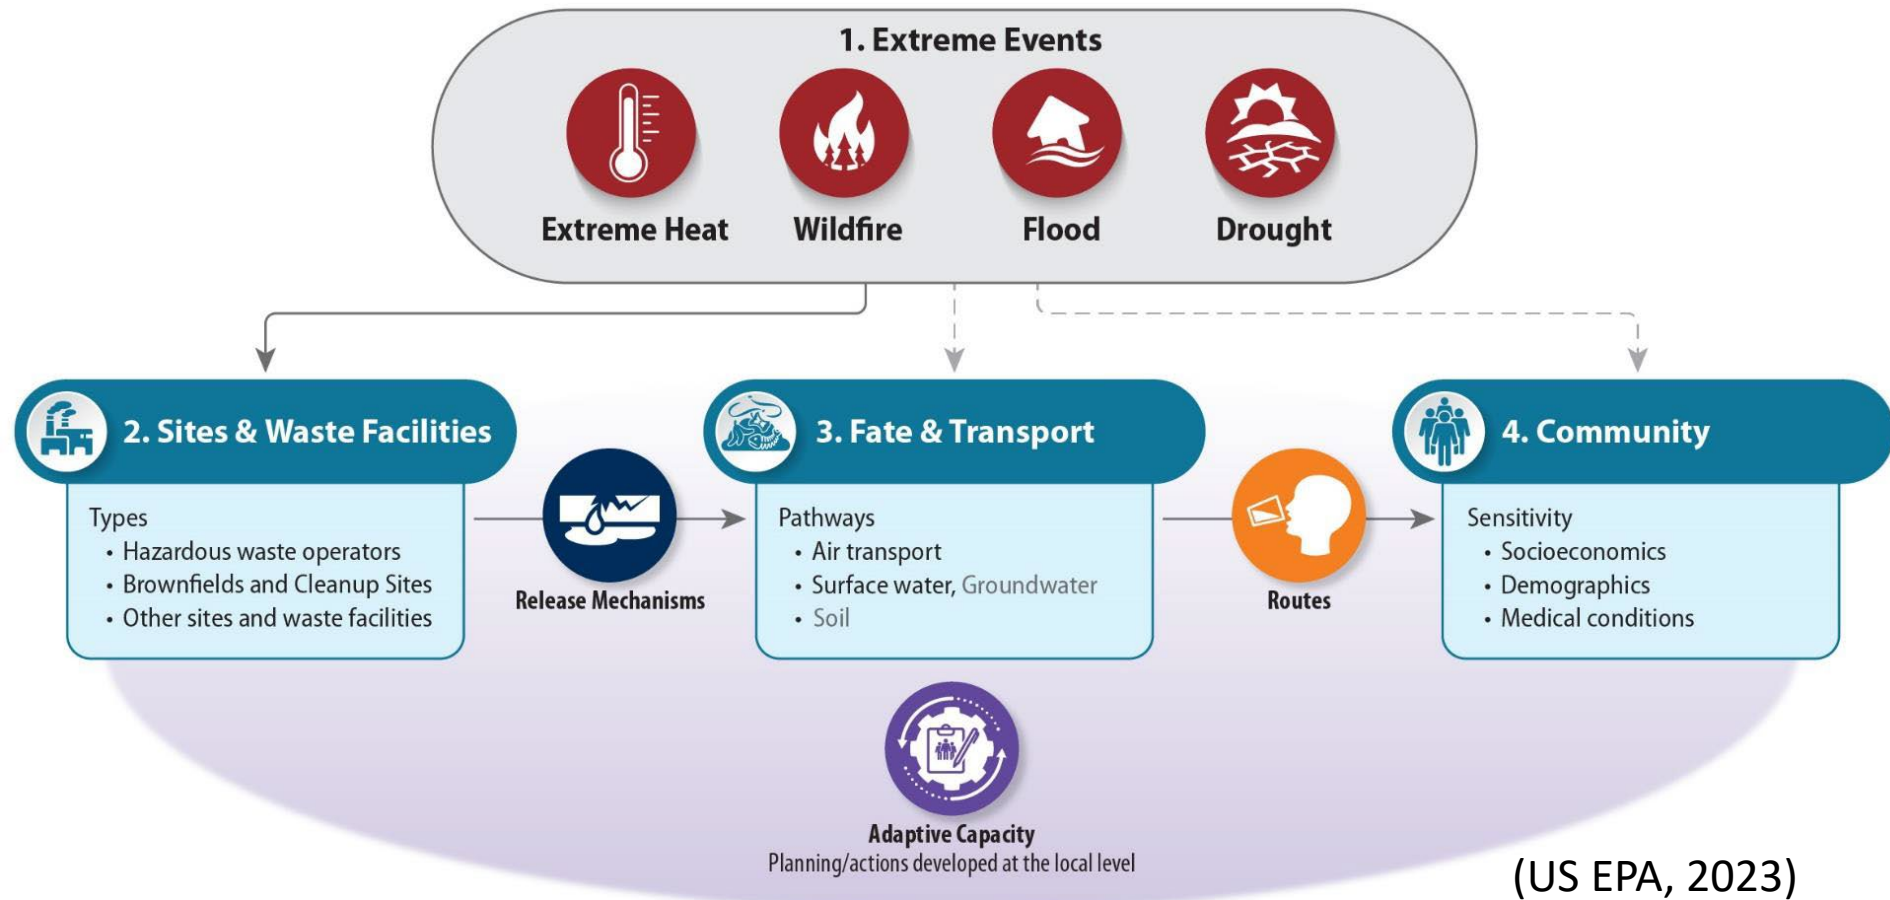 1. Extreme Events
Extreme Heat
Wildfire
Flood
Drought
2. Sites & Waste Facilities
Types
• Hazardous waste operators
• Brownfields and Cleanup Sites
• Other sites and waste facilities
Release Mechanisms
3. Fate & Transport
Pathways
• Air transport
• Surface water, Groundwater
• Soil
Routes
4. Community
Sensitivity
• Socioeconomics
• Demographics
• Medical conditions
Adaptive Capacity
Planning/actions developed at the local level
(US EPA, 2023)